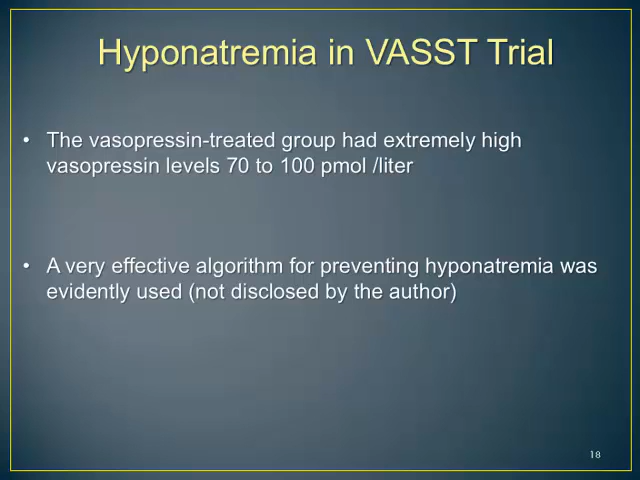 Hyponatremia in VASST Trial
• The vasopressin-treated group had extremely high
vasopressin levels 70 to 100 pmol /liter
• A very effective algorithm for preventing hyponatremia was
evidently used (not disclosed by the author)
18